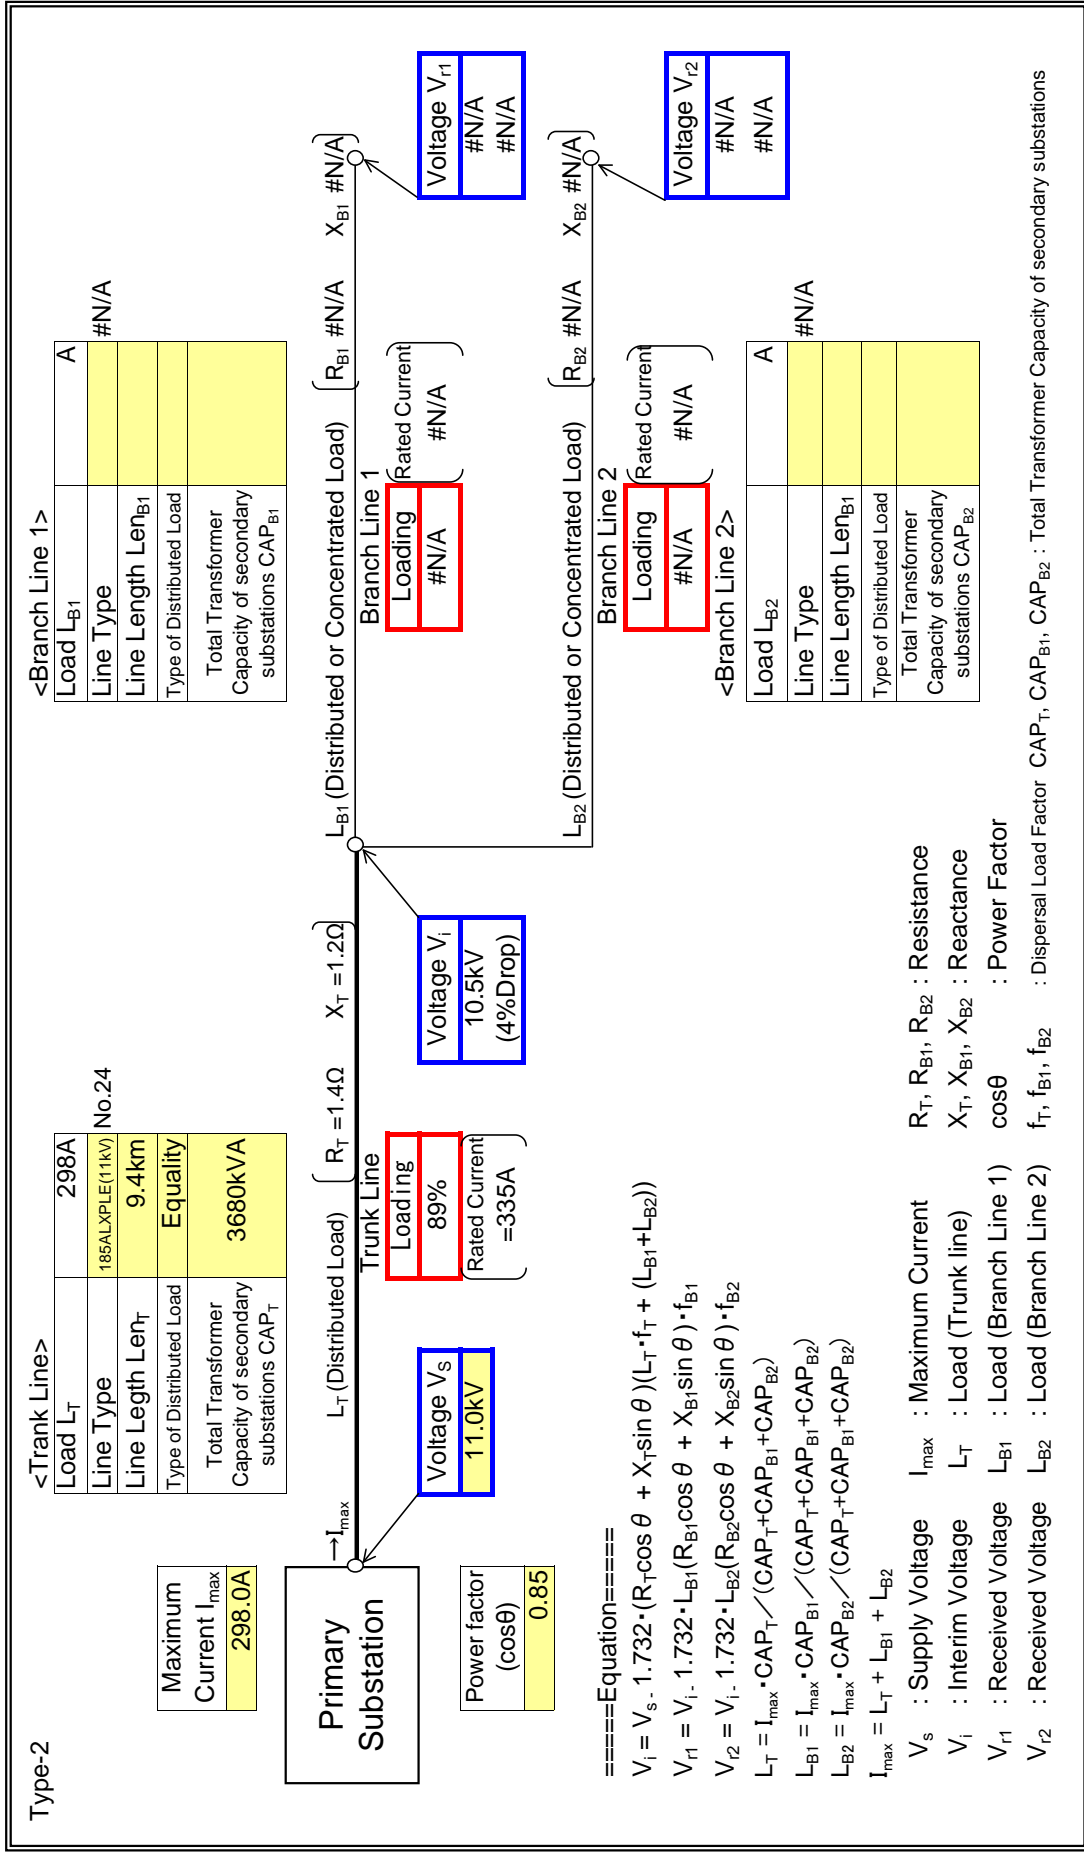 Type-2
Maximum
Current Imax
298.0A
Primary
Substation
→Imax
Power factor
(cosθ)
0.85
<Trank Line>
Load LT 298A
Line Type 185ALXPLE(11kV) No.24
Line Legth LenT 9.4km
Type of Distributed Load Equality
Total Transformer
Capacity of secondary
substations CAPT
3680kVA
LT (Distributed Load)
RT =1.4Ω XT =1.2Ω
Trunk Line
Loading
89%
Rated Current
=335A
Voltage VS
11.0kV
Voltage Vi
10.5kV
(4%Drop)
<Branch Line 1>
Load LB1 A
Line Type #N/A
Line Length LenB1
Type of Distributed Load
Total Transformer
Capacity of secondary
substations CAPB1
LB1 (Distributed or Concentrated Load)
RB1 #N/A XB1 #N/A
Branch Line 1
Loading
#N/A
Rated Current
#N/A
Voltage Vr1
#N/A
#N/A
LB2 (Distributed or Concentrated Load)
RB2 #N/A XB2 #N/A
Branch Line 2
Loading
#N/A
Rated Current
#N/A
Voltage Vr2
#N/A
#N/A
<Branch Line 2>
Load LB2 A
Line Type #N/A
Line Length LenB1
Type of Distributed Load
Total Transformer
Capacity of secondary
substations CAPB2
=====Equation=====
Vi = Vs - 1.732・(RTcos θ + XTsin θ )(LT・fT + (LB1+LB2))
Vr1 = Vi - 1.732・LB1(RB1cos θ + XB1sin θ )・fB1
Vr2 = Vi - 1.732・LB2(RB2cos θ + XB2sin θ )・fB2
LT = Imax・CAPT／(CAPT+CAPB1+CAPB2)
LB1 = Imax・CAPB1／(CAPT+CAPB1+CAPB2)
LB2 = Imax・CAPB2／(CAPT+CAPB1+CAPB2)
Imax = LT + LB1 + LB2
Vs : Supply Voltage Imax : Maximum Current RT, RB1, RB2 : Resistance
Vi : Interim Voltage LT : Load (Trunk line) XT, XB1, XB2 : Reactance
Vr1 : Received Voltage LB1 : Load (Branch Line 1) cosθ : Power Factor
Vr2 : Received Voltage LB2 : Load (Branch Line 2) fT, fB1, fB2 : Dispersal Load Factor CAPT, CAPB1, CAPB2 : Total Transformer Capacity of secondary substations